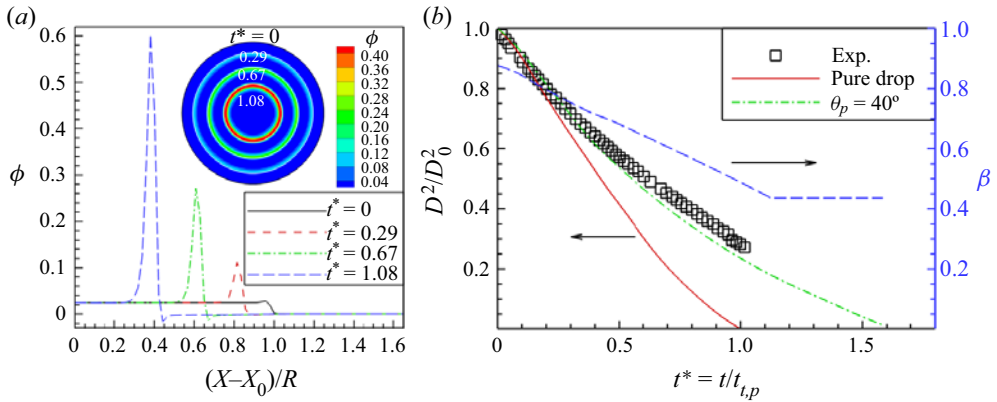 (a)
(b)
0.6
0.5
0.4
0.3
0.2
0.1
0
ϕ
t* = 0
0.29
0.67
1.08
ϕ
0.40
0.36
0.32
0.28
0.24
0.20
0.16
0.12
0.08
0.04
t* = 0
t* = 0.29
t* = 0.67
t* = 1.08
0 0.2 0.4 0.6 0.8 1.0 1.2 1.4 1.6
(X–X₀)/R
1.0
0.8
0.6
0.4
0.2
0
D²/D₀²
Exp.
Pure drop
θₚ = 40º
1.0
0.8
0.6
0.4
0.2
0
β
0 0.5 1.0 1.5
t* = t/t_{t,p}